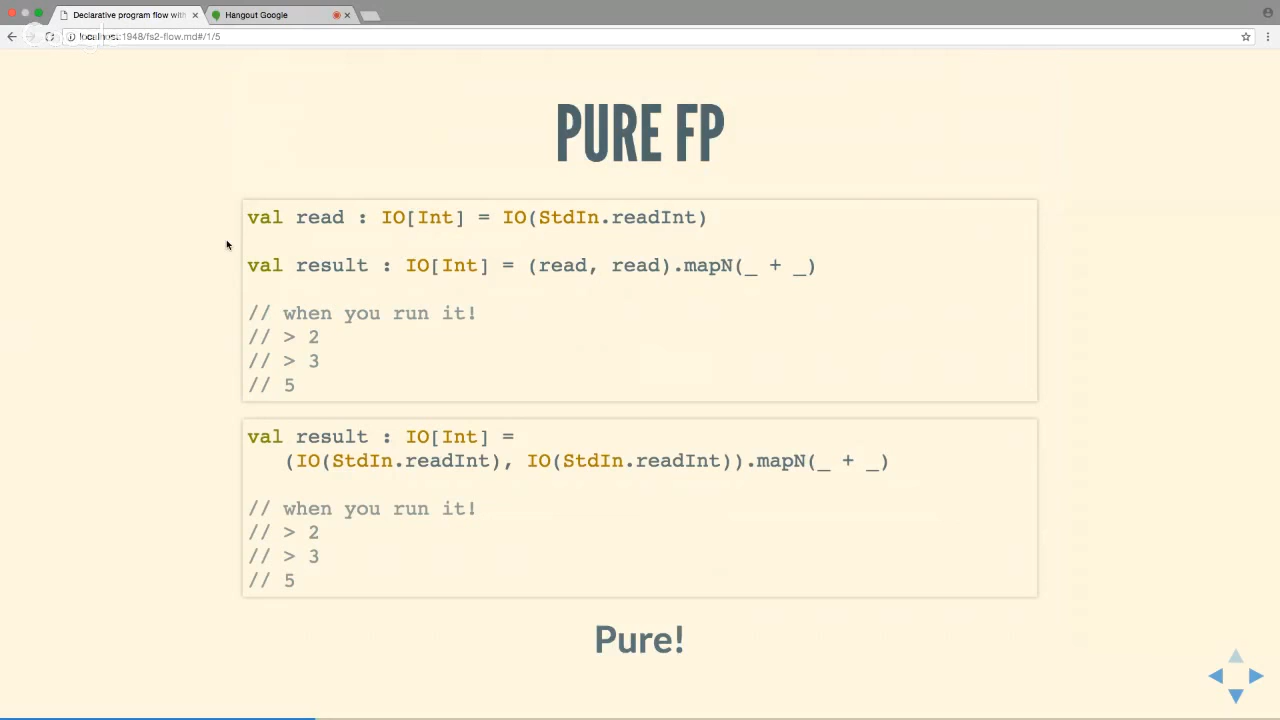 Declarative program flow with
Hangout Google
localhost:1948/fs2-flow.md#/1/5
PURE FP
val read : IO[Int] = IO(StdIn.readInt)
val result : IO[Int] = (read, read).mapN(_ + _)
// when you run it!
// > 2
// > 3
// 5
val result : IO[Int] =
(IO(StdIn.readInt), IO(StdIn.readInt)).mapN(_ + _)
// when you run it!
// > 2
// > 3
// 5
Pure!